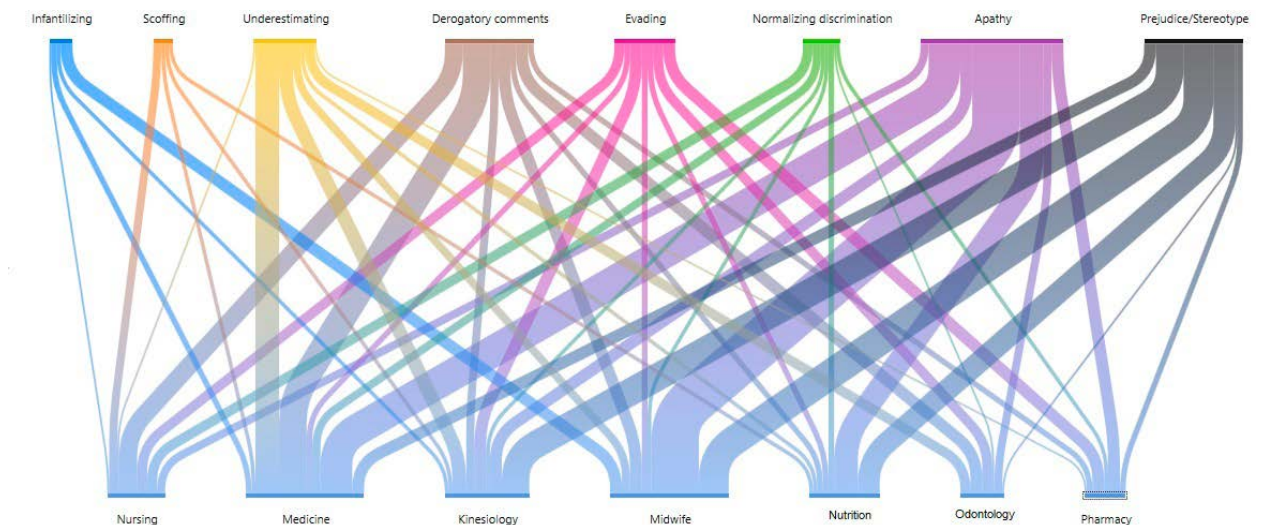 Infantilizing
Scoffing
Underestimating
Derogatory comments
Evading
Normalizing discrimination
Apathy
Prejudice/Stereotype
Nursing
Medicine
Kinesiology
Midwife
Nutrition
Odontology
Pharmacy